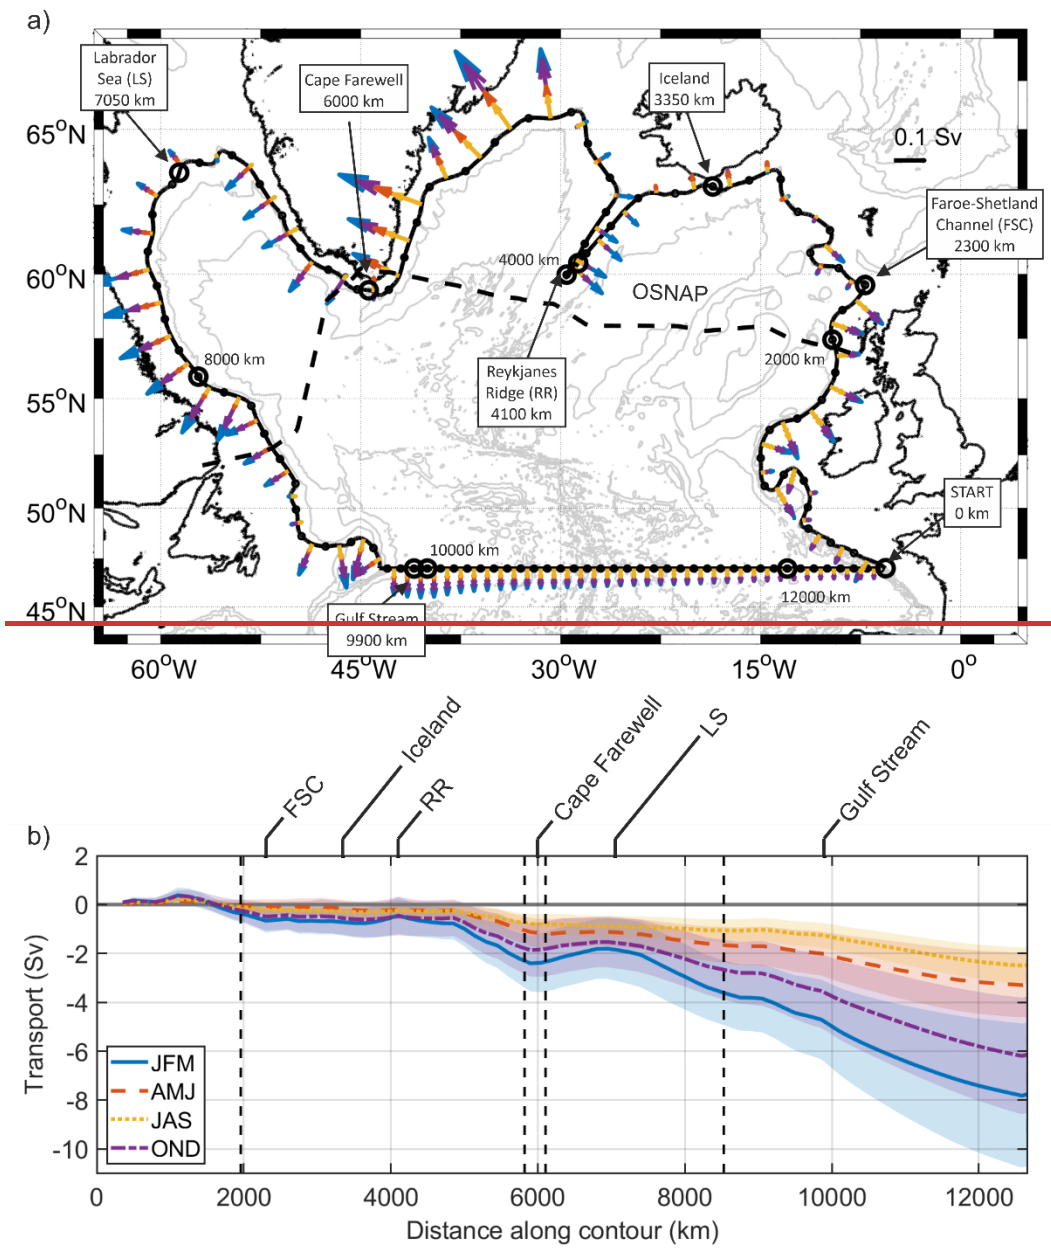 a)
Labrador
Sea (LS)
7050 km
Cape Farewell
6000 km
Iceland
3350 km
0.1 Sv
65°N
Faroe-Shetland
Channel (FSC)
2300 km
4000 km
60°N
OSNAP
8000 km
2000 km
Reykjanes
Ridge (RR)
4100 km
55°N
START
0 km
50°N
10000 km
12000 km
45°N
Gulf Stream
9900 km
60°W
45°W
30°W
15°W
0°
b)
FSC
Iceland
RR
Cape Farewell
LS
Gulf Stream
2
0
-2
-4
-6
-8
-10
Transport (Sv)
JFM
AMJ
JAS
OND
0
2000
4000
6000
8000
10000
12000
Distance along contour (km)